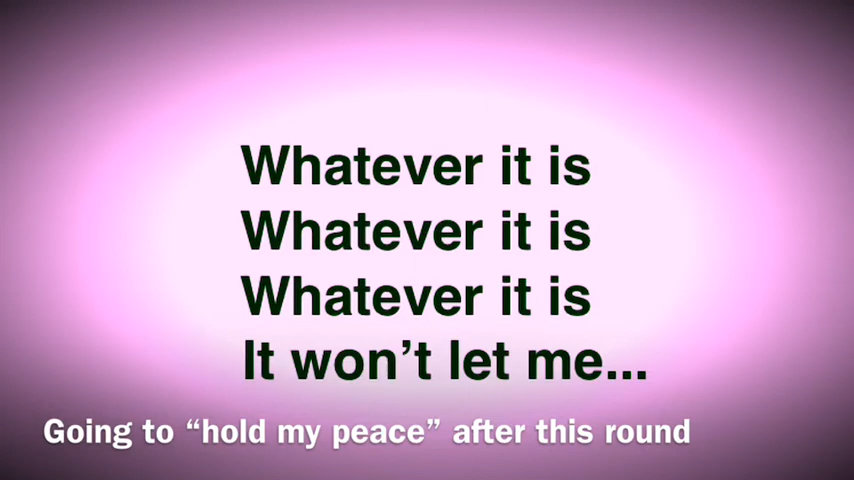 Whatever it is
Whatever it is
Whatever it is
It won’t let me...
Going to “hold my peace” after this round